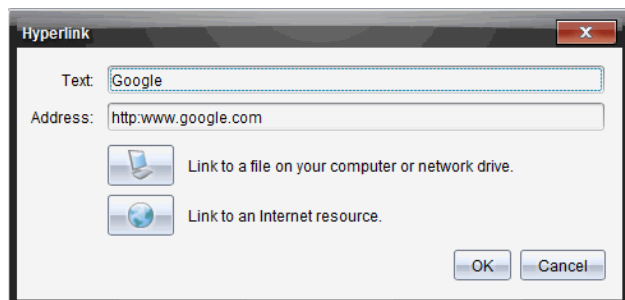 Hyperlink
Text: Google
Address: http:www.google.com
Link to a file on your computer or network drive.
Link to an Internet resource.
OK Cancel